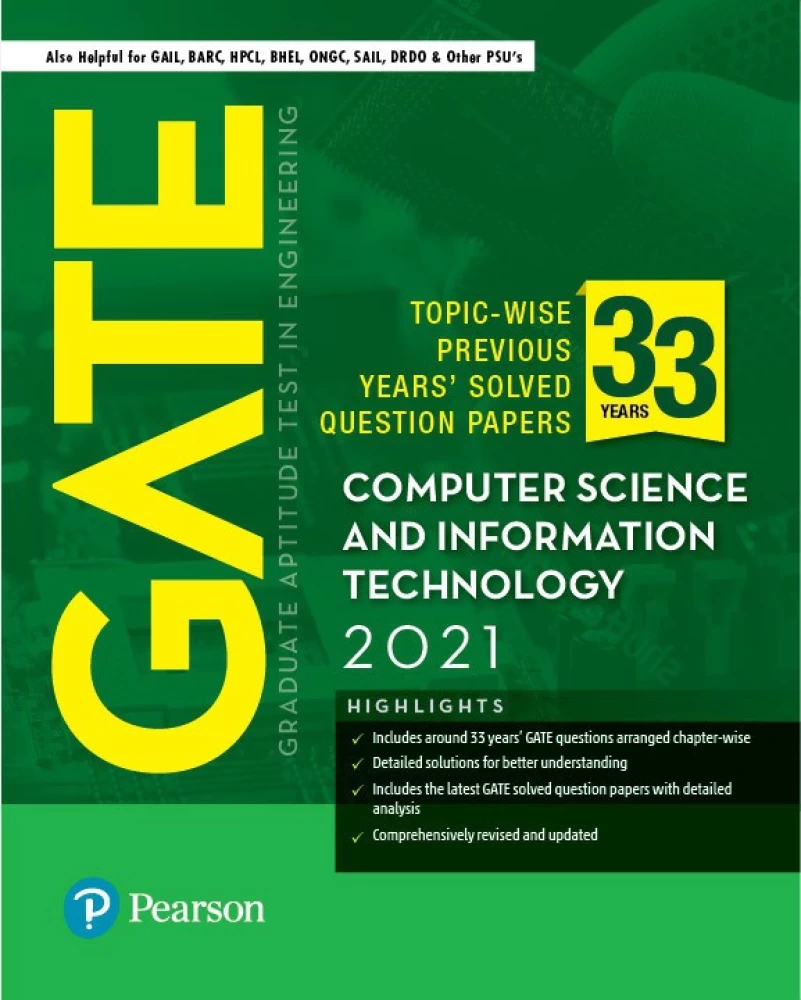 Also Helpful for GAIL, BARC, HPCL, BHEL, ONGC, SAIL, DRDO & Other PSU's
GATE
GRADUATE APTITUDE TEST IN ENGINEERING
TOPIC-WISE
PREVIOUS
YEARS' SOLVED
QUESTION PAPERS
33
YEARS
COMPUTER SCIENCE
AND INFORMATION
TECHNOLOGY
2021
HIGHLIGHTS
✓ Includes around 33 years' GATE questions arranged chapter-wise
✓ Detailed solutions for better understanding
✓ Includes the latest GATE solved question papers with detailed
analysis
✓ Comprehensively revised and updated
Pearson